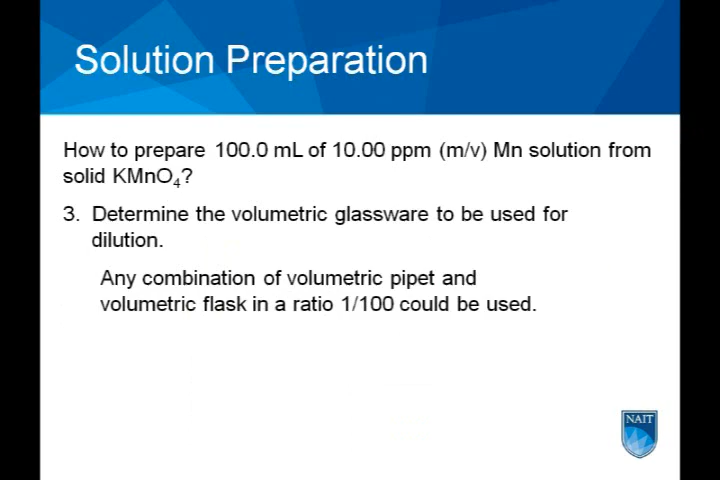 Solution Preparation
How to prepare 100.0 mL of 10.00 ppm (m/v) Mn solution from
solid KMnO₄?
3. Determine the volumetric glassware to be used for
dilution.
Any combination of volumetric pipet and
volumetric flask in a ratio 1/100 could be used.
NAIT